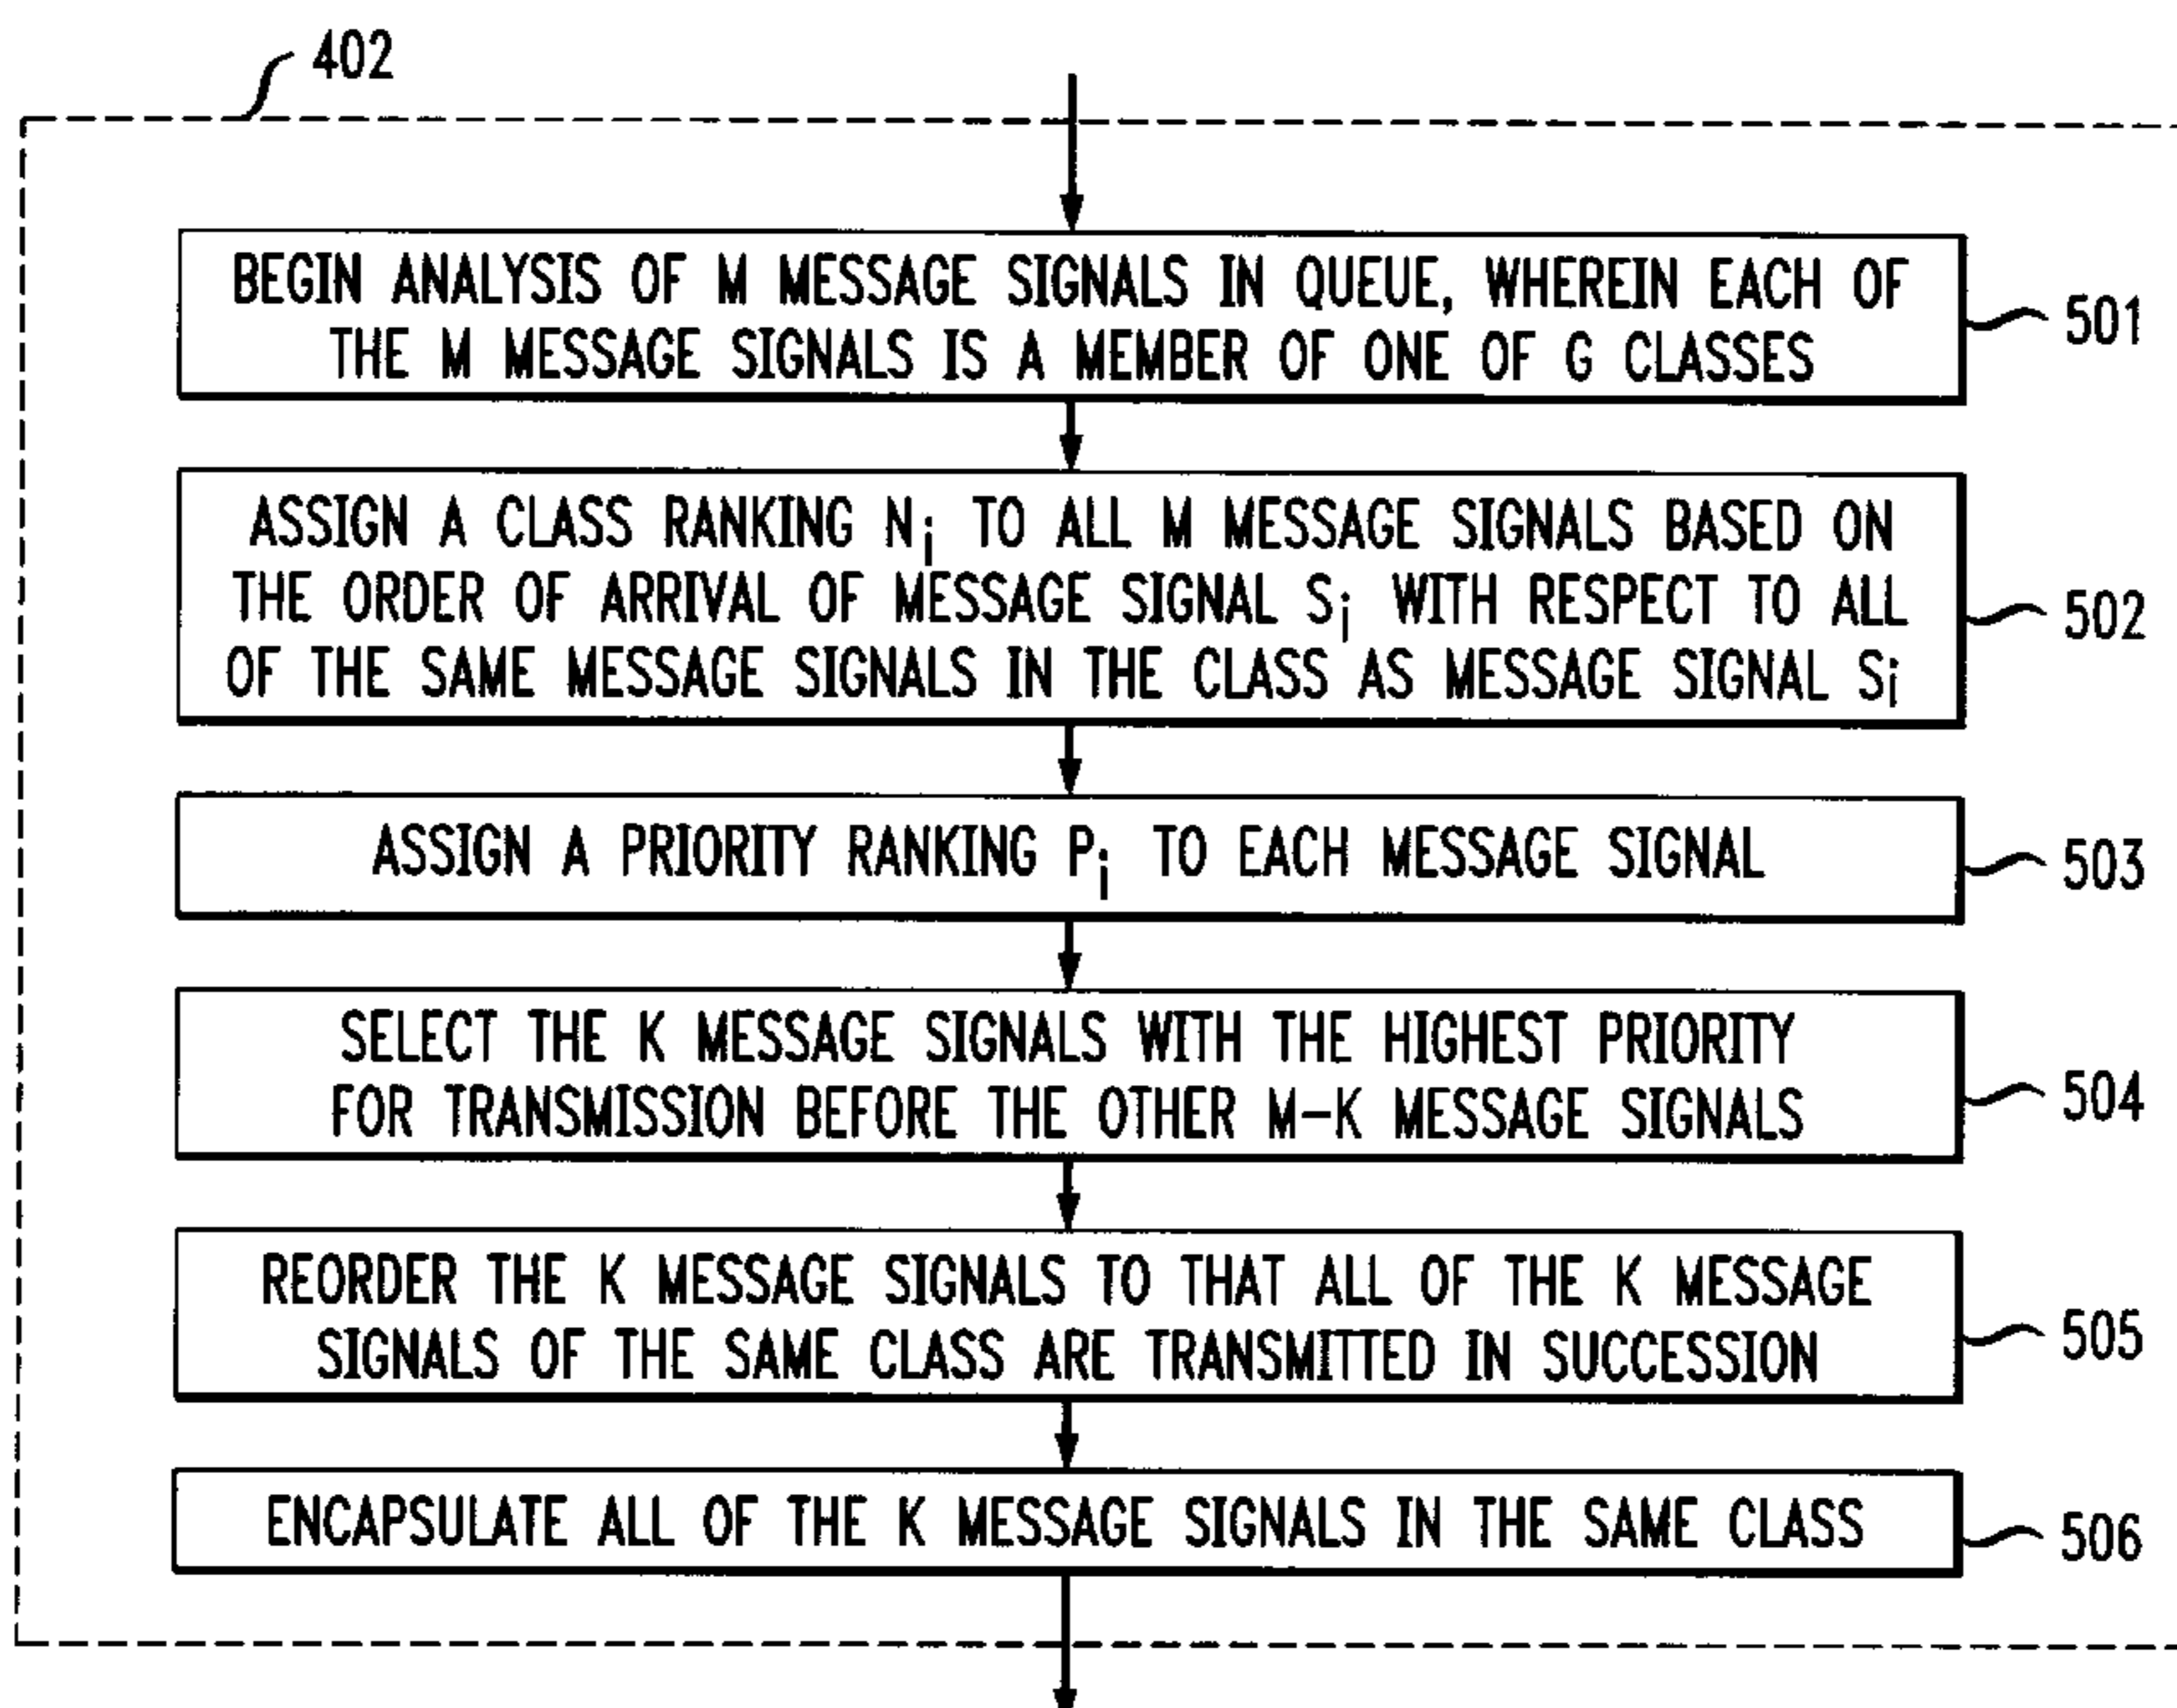 402
BEGIN ANALYSIS OF M MESSAGE SIGNALS IN QUEUE, WHEREIN EACH OF
THE M MESSAGE SIGNALS IS A MEMBER OF ONE OF G CLASSES
501
ASSIGN A CLASS RANKING Ni TO ALL M MESSAGE SIGNALS BASED ON
THE ORDER OF ARRIVAL OF MESSAGE SIGNAL Si WITH RESPECT TO ALL
OF THE SAME MESSAGE SIGNALS IN THE CLASS AS MESSAGE SIGNAL Si
502
ASSIGN A PRIORITY RANKING Pi TO EACH MESSAGE SIGNAL
503
SELECT THE K MESSAGE SIGNALS WITH THE HIGHEST PRIORITY
FOR TRANSMISSION BEFORE THE OTHER M-K MESSAGE SIGNALS
504
REORDER THE K MESSAGE SIGNALS TO THAT ALL OF THE K MESSAGE
SIGNALS OF THE SAME CLASS ARE TRANSMITTED IN SUCCESSION
505
ENCAPSULATE ALL OF THE K MESSAGE SIGNALS IN THE SAME CLASS
506